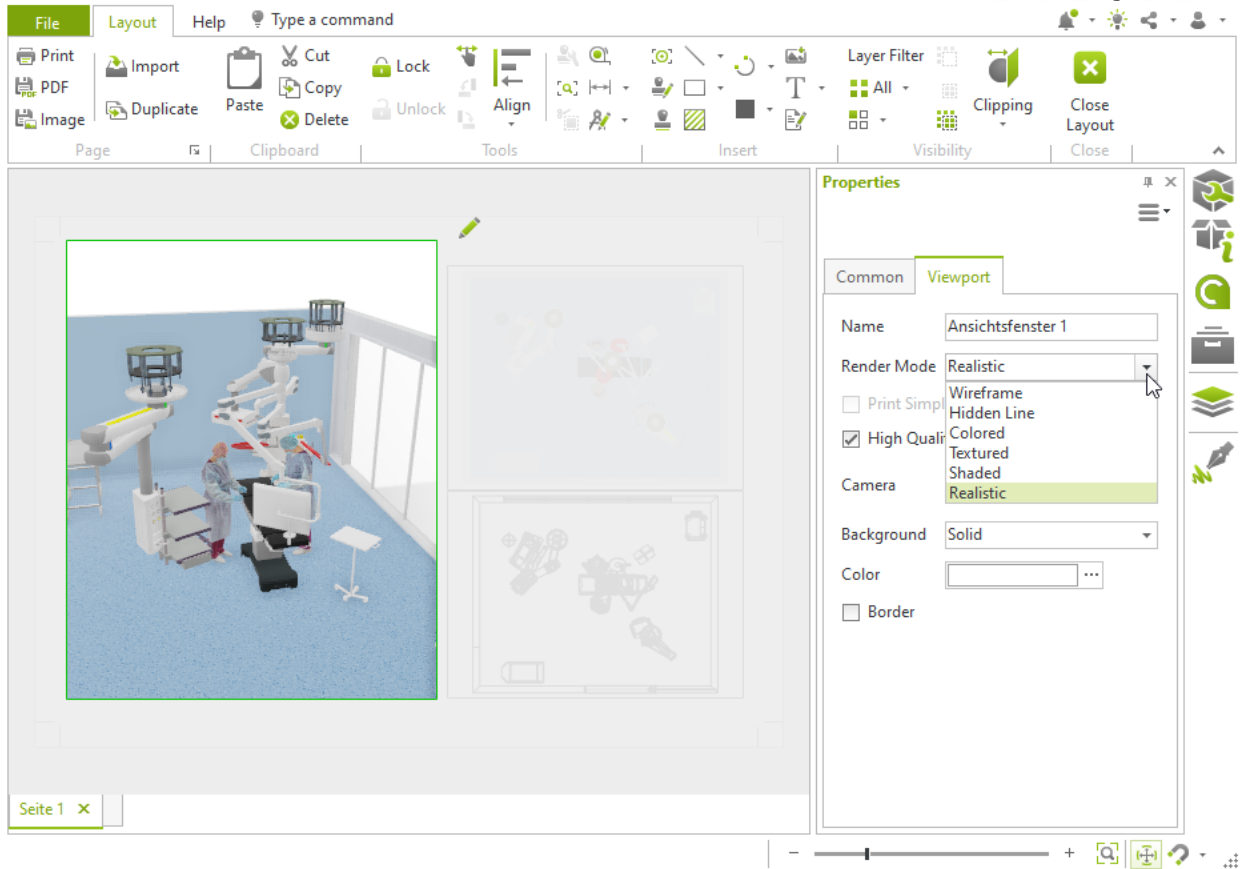 File Layout Help Type a command
Print Import Cut Lock Layer Filter
PDF Copy T All
Duplicate Paste Unlock Align Clipping Close
Image Delete Layout
Page Clipboard Tools Insert Visibility Close
Properties
Common Viewport
Name Ansichtsfenster 1
Render Mode Realistic
Wireframe
Print Simpl
Hidden Line
Colored
High Quali
Textured
Shaded
Camera
Realistic
Background Solid
Color ...
Border
Seite 1